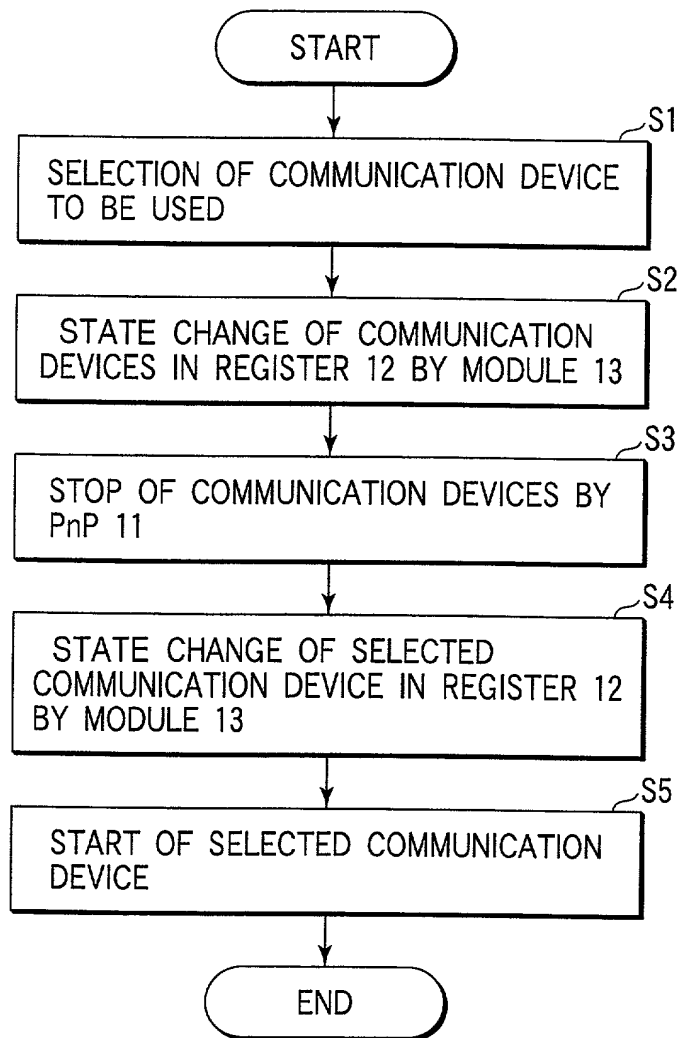 START
S1
SELECTION OF COMMUNICATION DEVICE
TO BE USED
S2
STATE CHANGE OF COMMUNICATION
DEVICES IN REGISTER 12 BY MODULE 13
S3
STOP OF COMMUNICATION DEVICES BY
PnP 11
S4
STATE CHANGE OF SELECTED
COMMUNICATION DEVICE IN REGISTER 12
BY MODULE 13
S5
START OF SELECTED COMMUNICATION
DEVICE
END